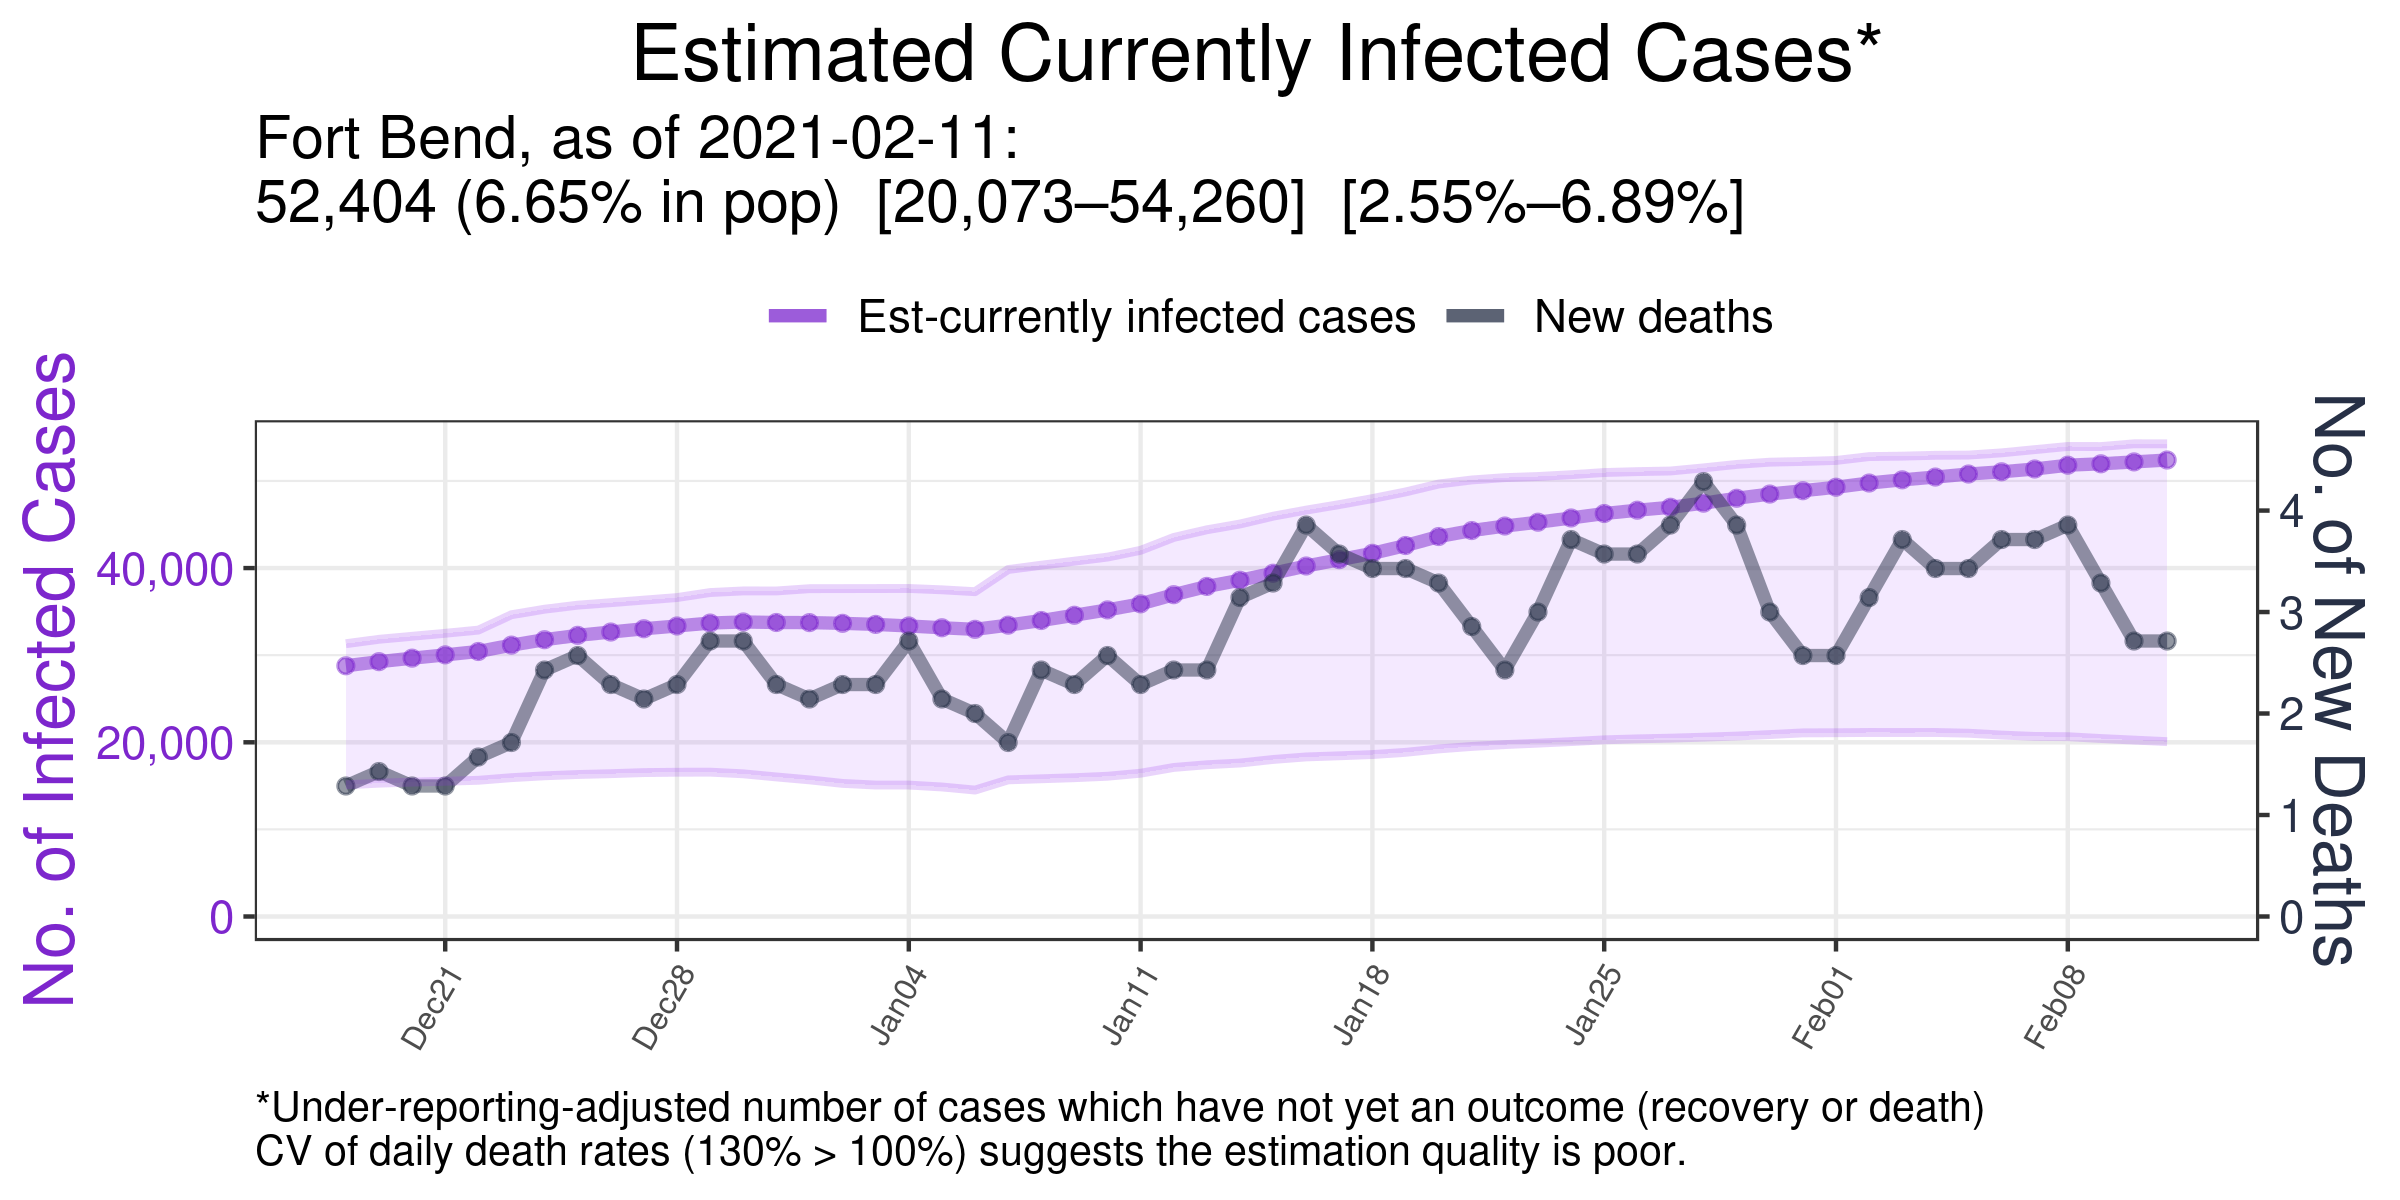 Estimated Currently Infected Cases*
Fort Bend, as of 2021-02-11:
52,404 (6.65% in pop)  [20,073–54,260]  [2.55%–6.89%]
Est-currently infected cases
New deaths
No. of Infected Cases
40,000
20,000
0
No. of New Deaths
4
3
2
1
0
Dec21
Dec28
Jan04
Jan11
Jan18
Jan25
Feb01
Feb08
*Under-reporting-adjusted number of cases which have not yet an outcome (recovery or death)
CV of daily death rates (130% > 100%) suggests the estimation quality is poor.